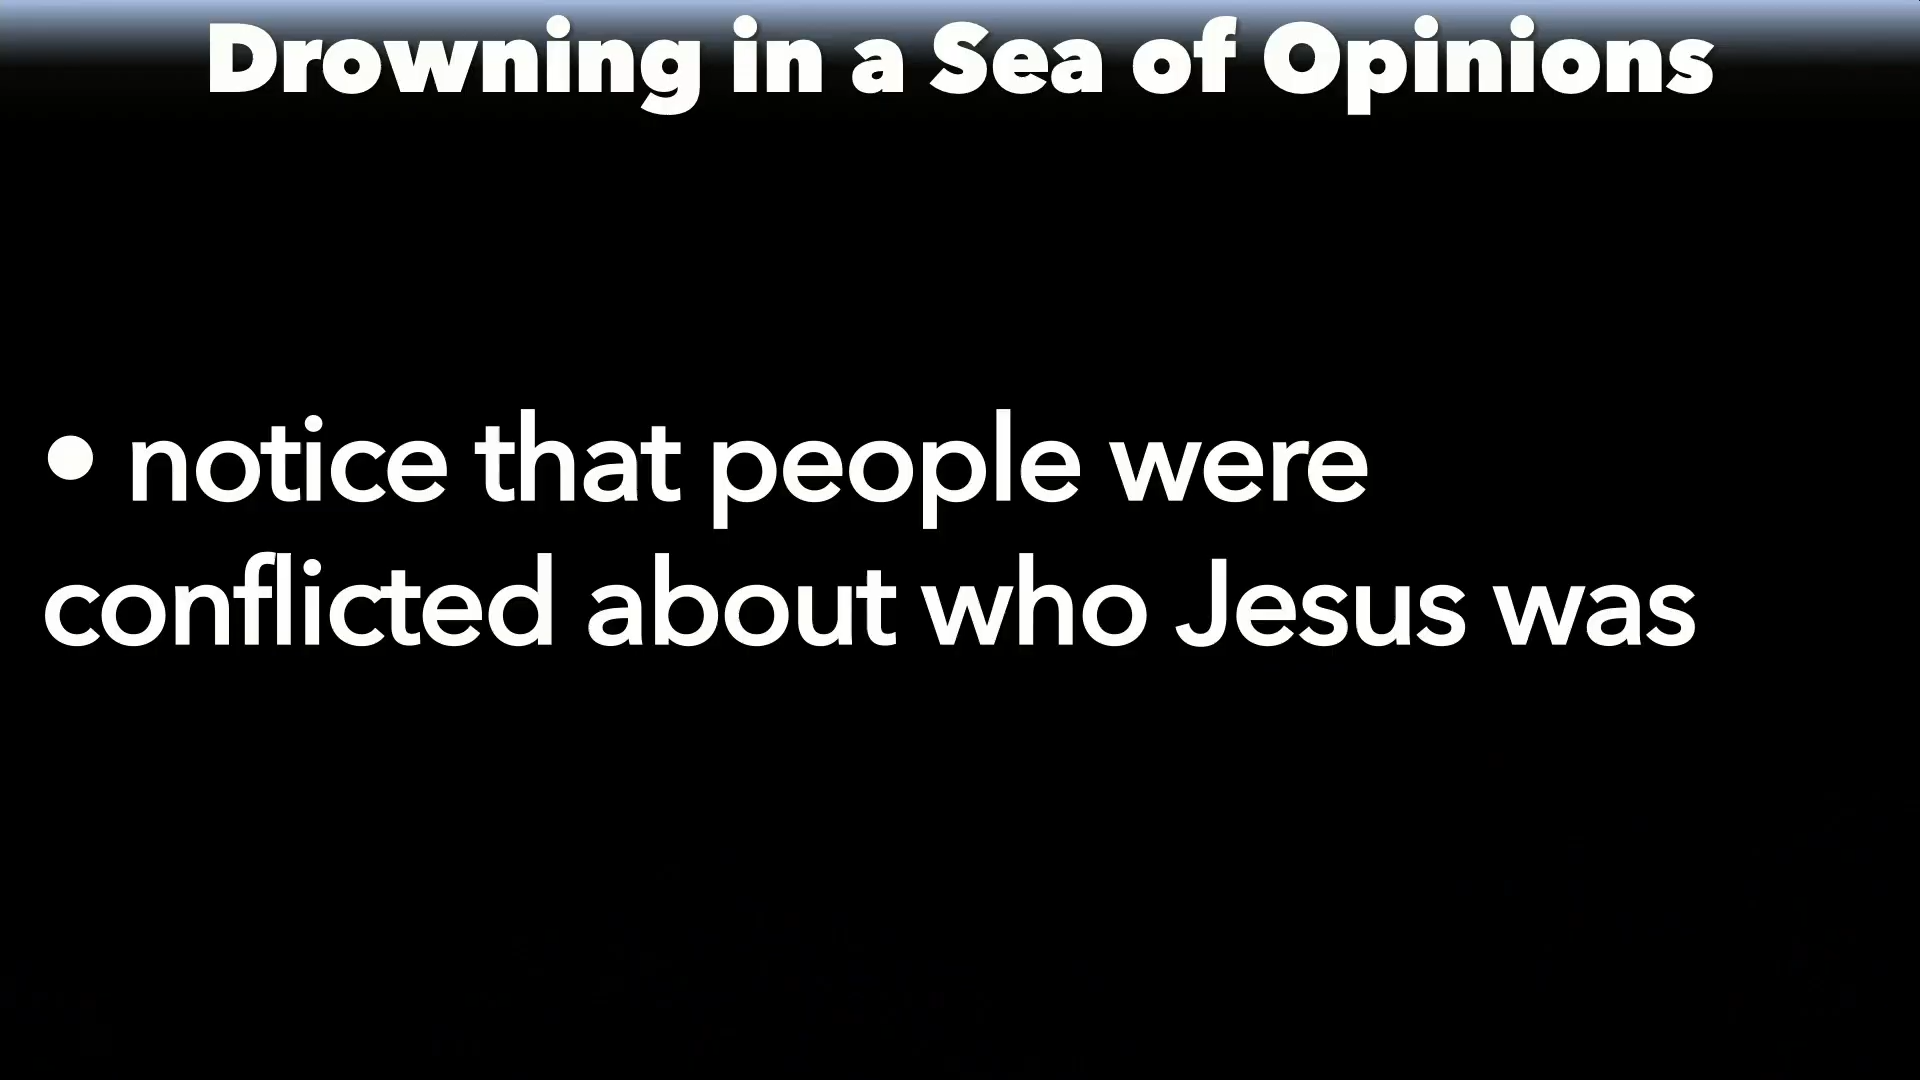 Drowning in a Sea of Opinions
• notice that people were
conflicted about who Jesus was